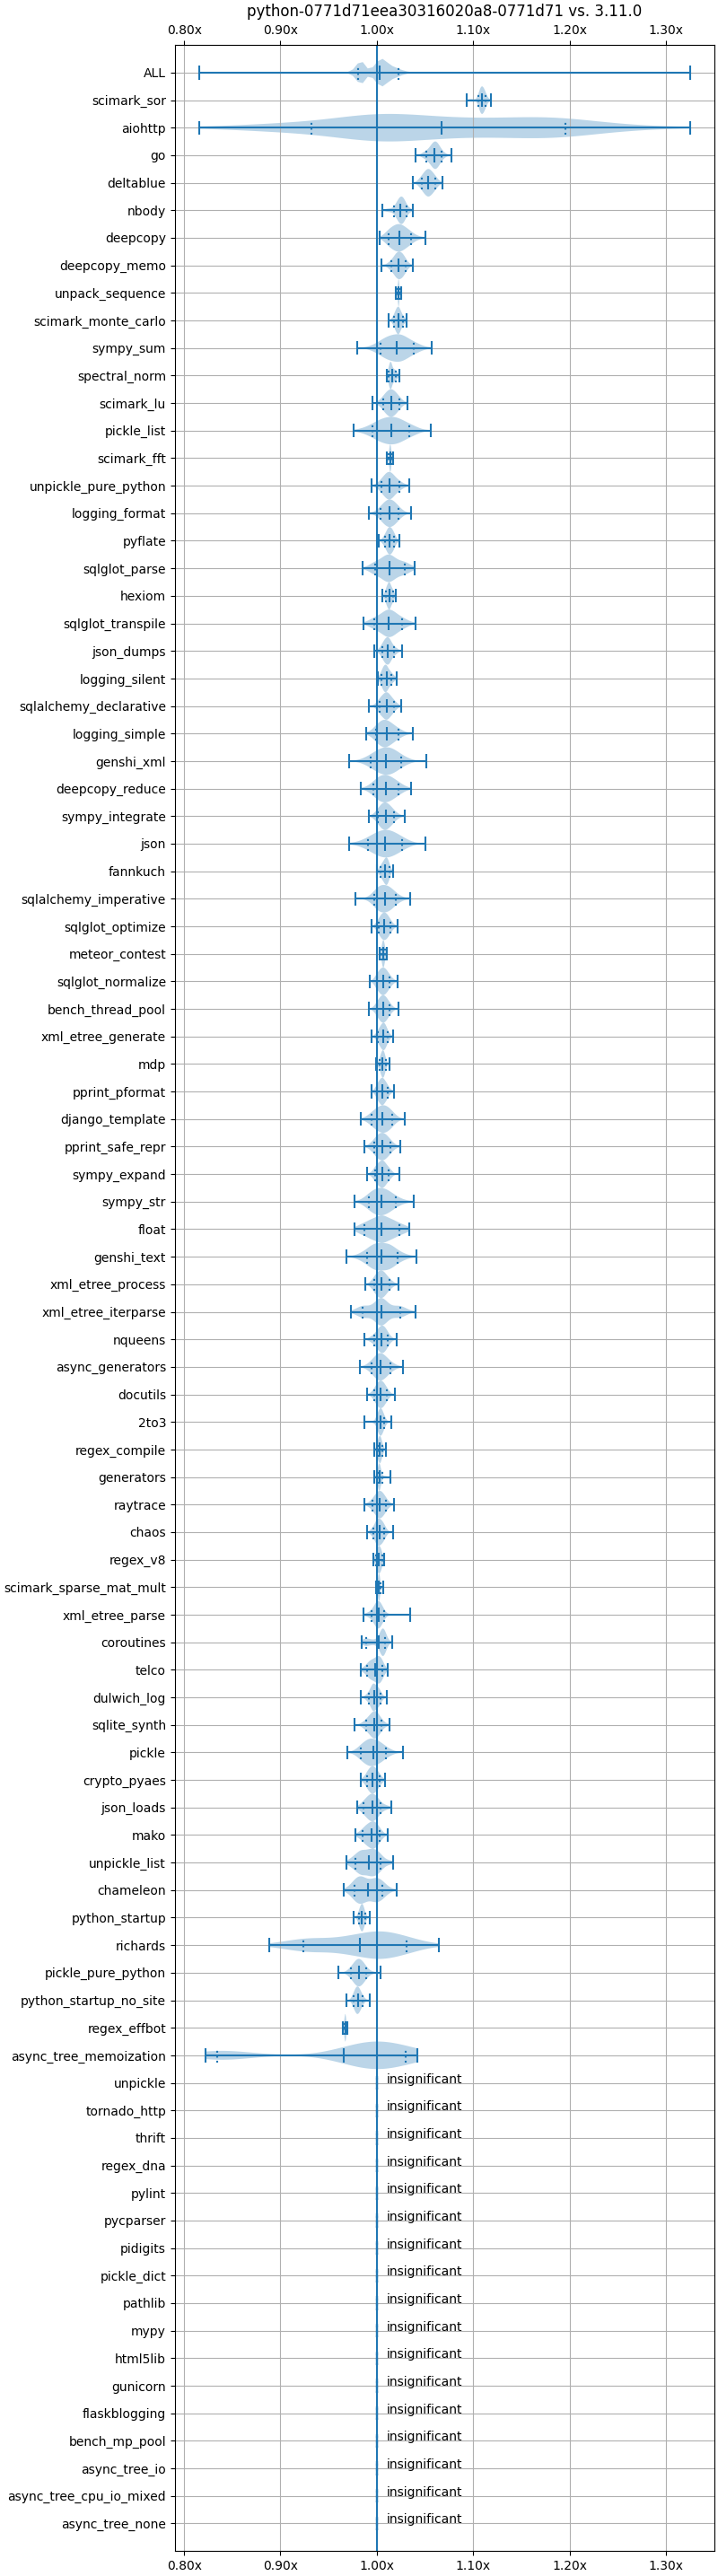 python-0771d71eea30316020a8-0771d71 vs. 3.11.0
0.80x 0.90x 1.00x 1.10x 1.20x 1.30x
ALL
scimark_sor
aiohttp
go
deltablue
nbody
deepcopy
deepcopy_memo
unpack_sequence
scimark_monte_carlo
sympy_sum
spectral_norm
scimark_lu
pickle_list
scimark_fft
unpickle_pure_python
logging_format
pyflate
sqlglot_parse
hexiom
sqlglot_transpile
json_dumps
logging_silent
sqlalchemy_declarative
logging_simple
genshi_xml
deepcopy_reduce
sympy_integrate
json
fannkuch
sqlalchemy_imperative
sqlglot_optimize
meteor_contest
sqlglot_normalize
bench_thread_pool
xml_etree_generate
mdp
pprint_pformat
django_template
pprint_safe_repr
sympy_expand
sympy_str
float
genshi_text
xml_etree_process
xml_etree_iterparse
nqueens
async_generators
docutils
2to3
regex_compile
generators
raytrace
chaos
regex_v8
scimark_sparse_mat_mult
xml_etree_parse
coroutines
telco
dulwich_log
sqlite_synth
pickle
crypto_pyaes
json_loads
mako
unpickle_list
chameleon
python_startup
richards
pickle_pure_python
python_startup_no_site
regex_effbot
async_tree_memoization
unpickle insignificant
tornado_http insignificant
thrift insignificant
regex_dna insignificant
pylint insignificant
pycparser insignificant
pidigits insignificant
pickle_dict insignificant
pathlib insignificant
mypy insignificant
html5lib insignificant
gunicorn insignificant
flaskblogging insignificant
bench_mp_pool insignificant
async_tree_io insignificant
async_tree_cpu_io_mixed insignificant
async_tree_none insignificant
0.80x 0.90x 1.00x 1.10x 1.20x 1.30x